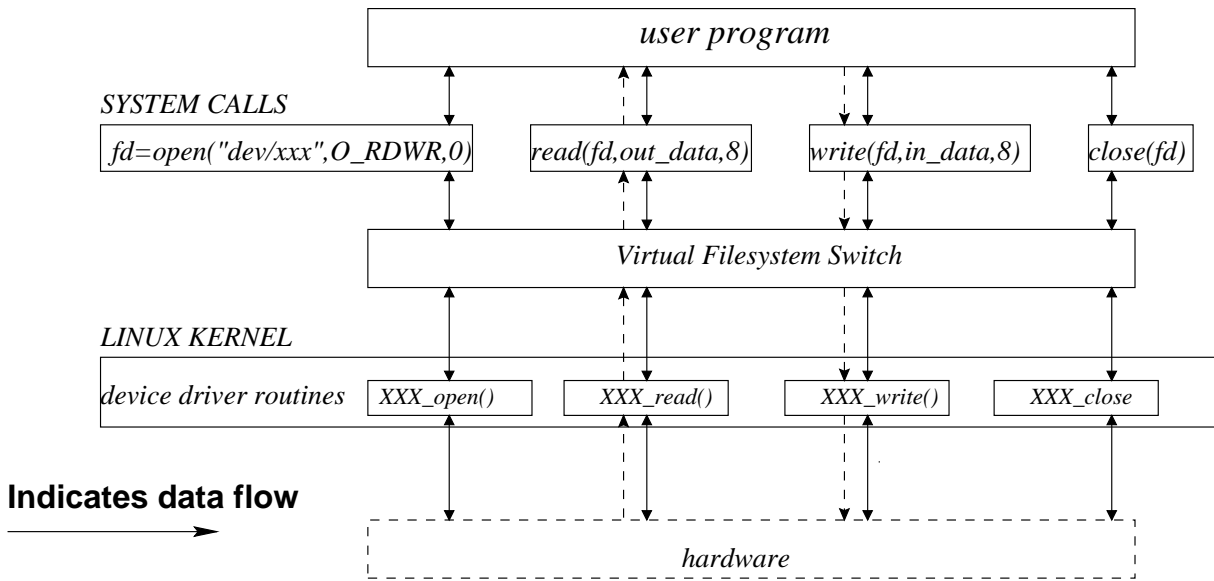 user program
SYSTEM CALLS
fd=open("dev/xxx",O_RDWR,0)
read(fd,out_data,8)
write(fd,in_data,8)
close(fd)
Virtual Filesystem Switch
LINUX KERNEL
device driver routines
XXX_open()
XXX_read()
XXX_write()
XXX_close
Indicates data flow
hardware